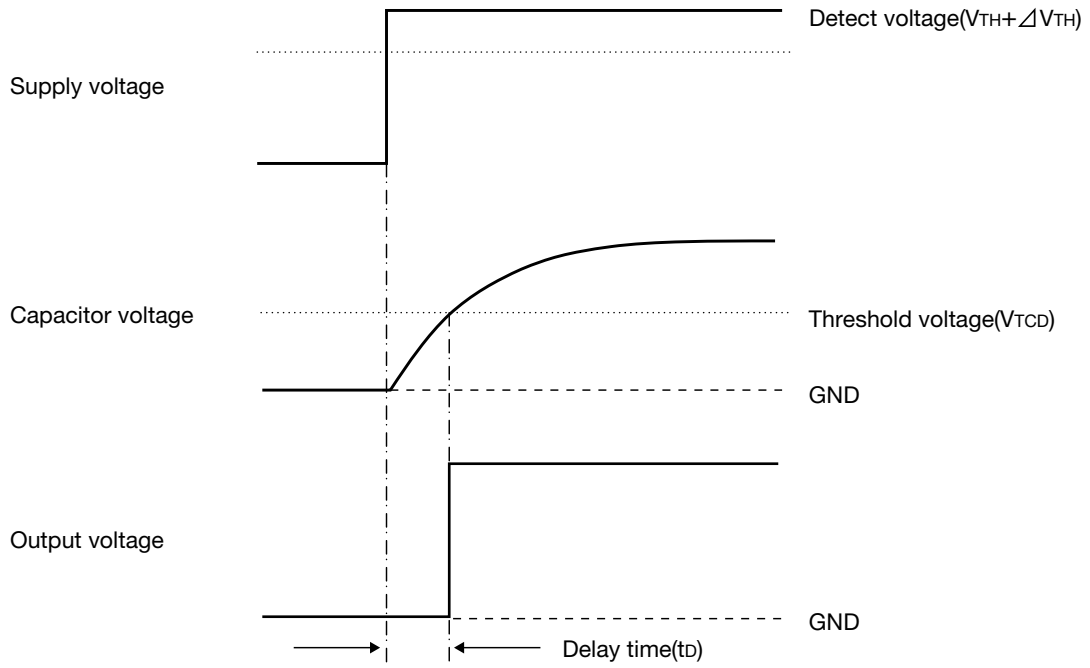 Detect voltage(VTH+⊿VTH)
Supply voltage
Capacitor voltage
Threshold voltage(VTCD)
GND
Output voltage
GND
Delay time(tD)